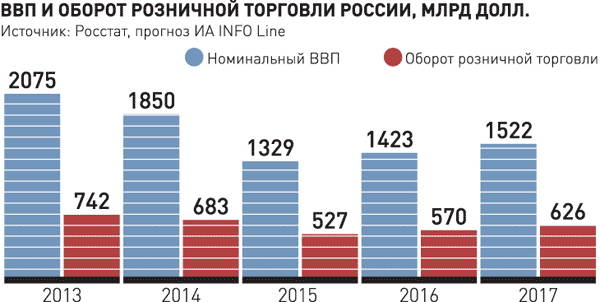 ВВП И ОБОРОТ РОЗНИЧНОЙ ТОРГОВЛИ РОССИИ, МЛРД ДОЛЛ.
Источник: Росстат, прогноз ИА INFO Line
Номинальный ВВП Оборот розничной торговли
2075 742 1850 683 1329 527 1423 570 1522 626
2013 2014 2015 2016 2017